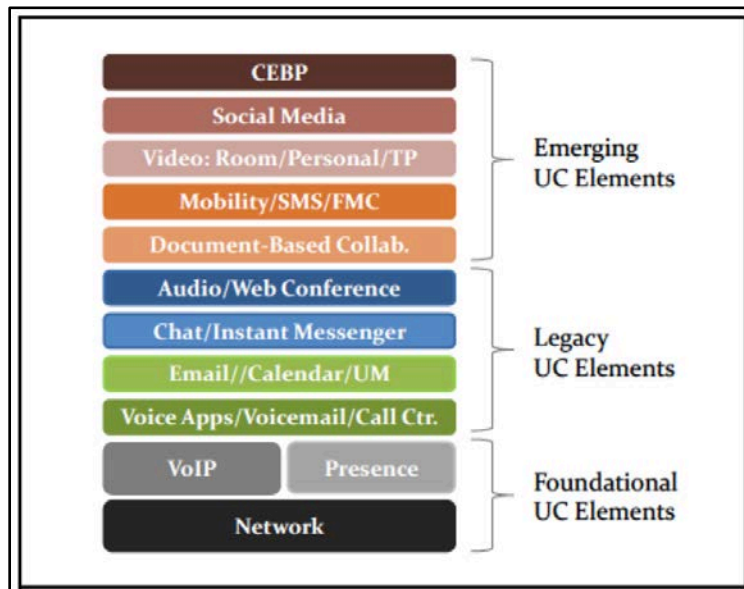 CEBP
Social Media
Video: Room/Personal/TP
Mobility/SMS/FMC
Document-Based Collab.
Emerging
UC Elements
Audio/Web Conference
Chat/Instant Messenger
Email//Calendar/UM
Voice Apps/Voicemail/Call Ctr.
Legacy
UC Elements
VoIP
Presence
Network
Foundational
UC Elements